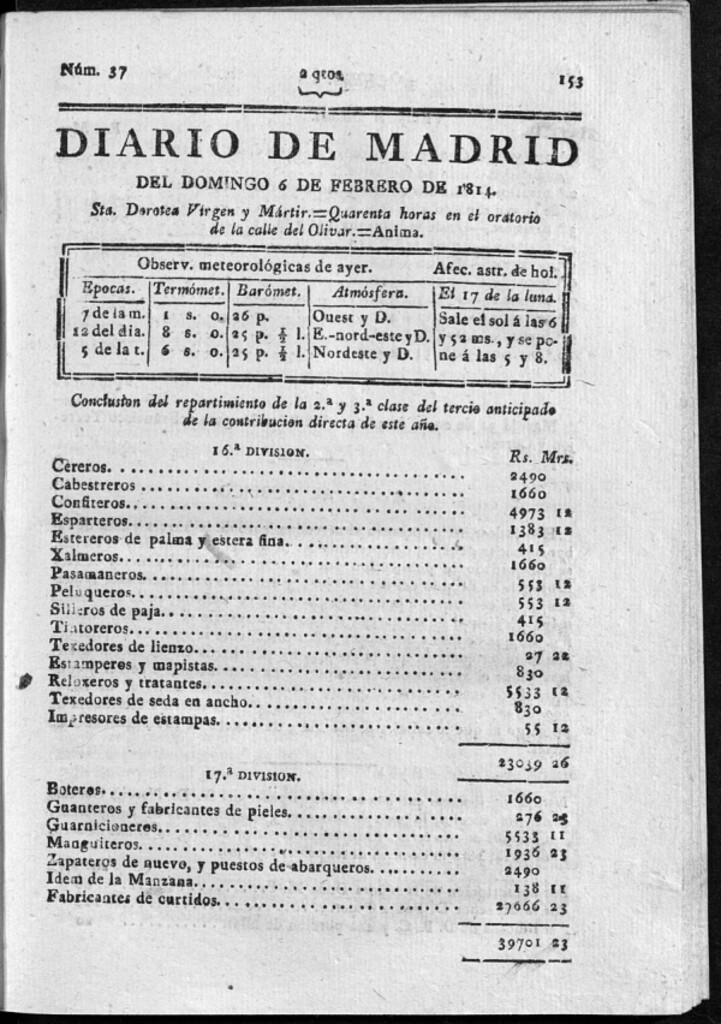 Núm. 37 2 qtos 153
DIARIO DE MADRID
DEL DOMINGO 6 DE FEBRERO DE 1814.
Sta. Dorotea Virgen y Mártir.=Quarenta horas en el oratorio
de la calle del Olivar.=Anima.
Observ. meteorológicas de ayer. Afec. astr. de hoi.
Epocas. Termómet. Barómet. Atmósfera. El 17 de la luna.
7 de la m. 1 s. 0. 26 p. Ouest y D. Sale el sol á las 6
12 del dia. 8 s. 0. 25 p. ½ l. E.-nord-este y D. y 52 ms., y se po-
5 de la t. 6 s. 0. 25 p. ½ l. Nordeste y D. ne á las 5 y 8.
Conclusion del repartimiento de la 2.ª y 3.ª clase del tercio anticipado
de la contribucion directa de este año.
16.ª DIVISION. Rs. Mrs.
Cereros. 2490
Cabestreros 1660
Confiteros. 4973 12
Esparteros. 1383 12
Estereros de palma y estera fina. 415
Xalmeros. 1660
Pasamaneros. 553 12
Peluqueros. 553 12
Silleros de paja. 415
Tintoreros. 1660
Texedores de lienzo. 27 22
Estamperos y mapistas. 830
Reloxeros y tratantes. 5533 12
Texedores de seda en ancho. 830
Impresores de estampas. 55 12
23039 26
17.ª DIVISION.
Boteros. 1660
Guanteros y fabricantes de pieles. 276 23
Guarnicioneros. 5533 11
Manguiteros. 1936 23
Zapateros de nuevo, y puestos de abarqueros. 2490
Idem de la Manzana. 138 11
Fabricantes de curtidos. 27666 23
39701 23